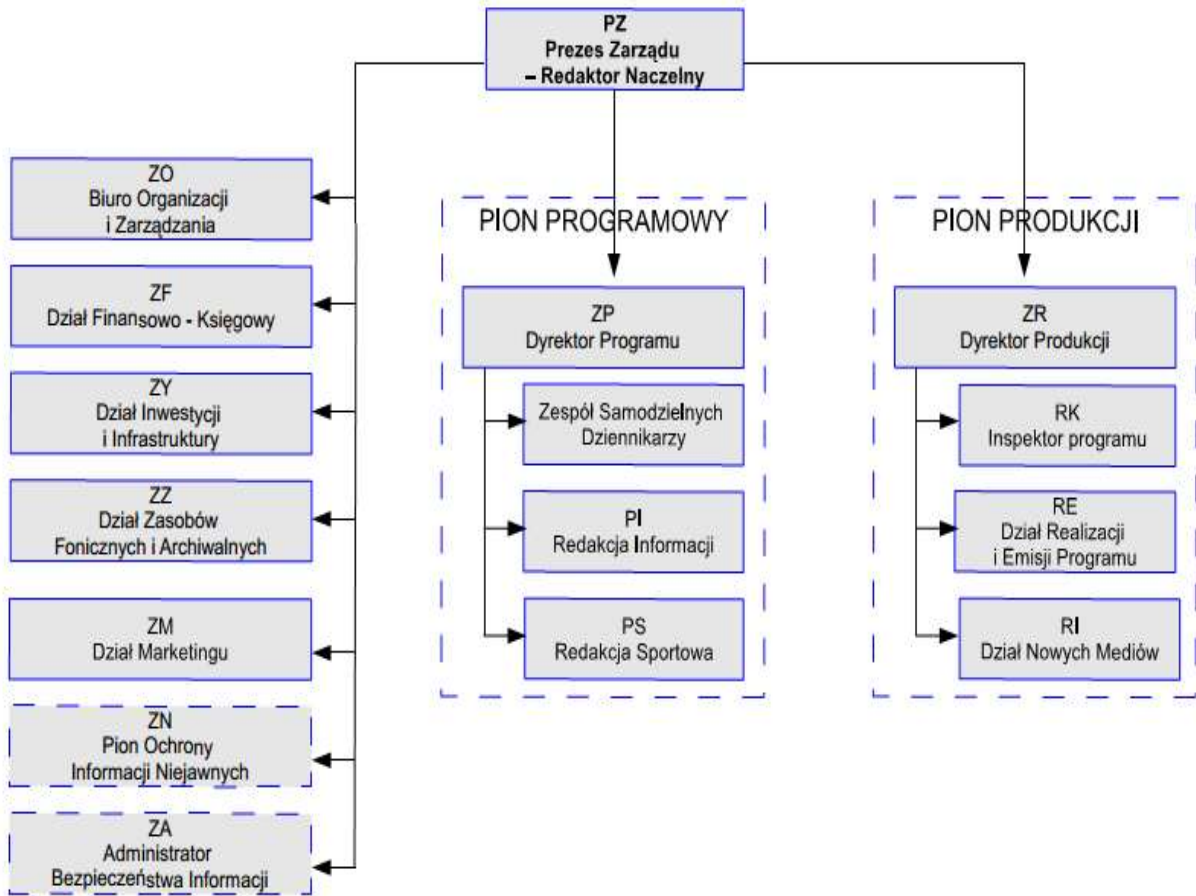 PZ
Prezes Zarządu
– Redaktor Naczelny
ZO
Biuro Organizacji
i Zarządzania
ZF
Dział Finansowo - Księgowy
ZY
Dział Inwestycji
i Infrastruktury
ZZ
Dział Zasobów
Fonicznych i Archiwalnych
ZM
Dział Marketingu
ZN
Pion Ochrony
Informacji Niejawnych
ZA
Administrator
Bezpieczeństwa Informacji
PION PROGRAMOWY
ZP
Dyrektor Programu
Zespół Samodzielnych
Dziennikarzy
PI
Redakcja Informacji
PS
Redakcja Sportowa
PION PRODUKCJI
ZR
Dyrektor Produkcji
RK
Inspektor programu
RE
Dział Realizacji
i Emisji Programu
RI
Dział Nowych Mediów